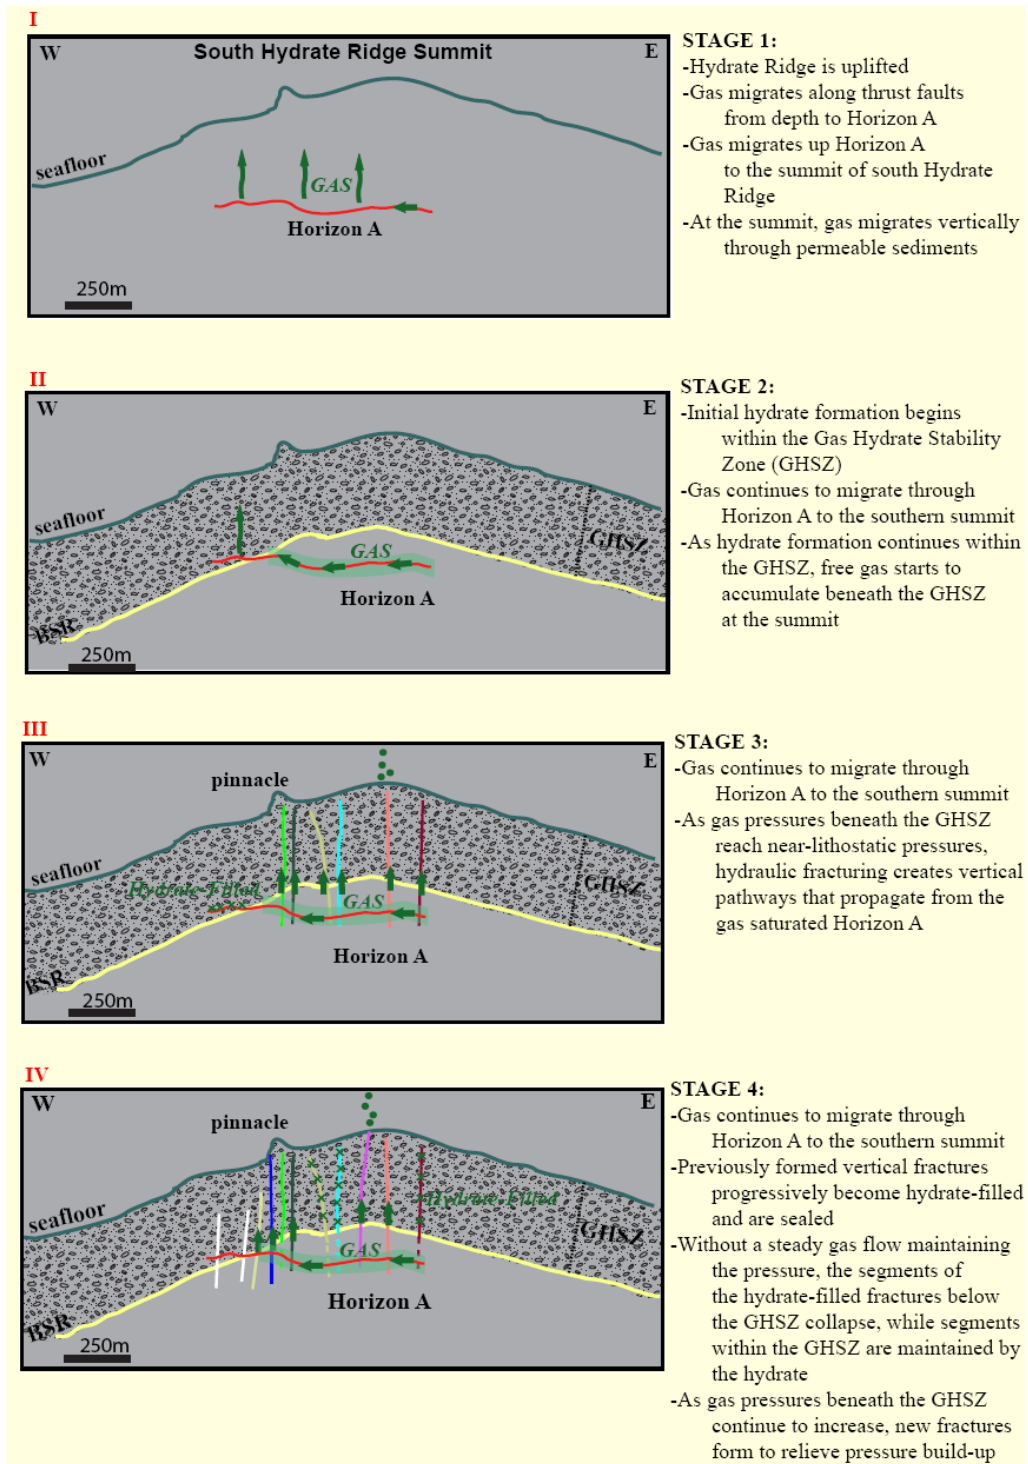 I
W
South Hydrate Ridge Summit
E
seafloor
GAS
Horizon A
250m
STAGE 1:
-Hydrate Ridge is uplifted
-Gas migrates along thrust faults
from depth to Horizon A
-Gas migrates up Horizon A
to the summit of south Hydrate
Ridge
-At the summit, gas migrates vertically
through permeable sediments
II
W
E
seafloor
GHSZ
GAS
Horizon A
BSR
250m
STAGE 2:
-Initial hydrate formation begins
within the Gas Hydrate Stability
Zone (GHSZ)
-Gas continues to migrate through
Horizon A to the southern summit
-As hydrate formation continues within
the GHSZ, free gas starts to
accumulate beneath the GHSZ
at the summit
III
W
E
pinnacle
seafloor
Hydrate-Filled
GHSZ
GAS
Horizon A
BSR
250m
STAGE 3:
-Gas continues to migrate through
Horizon A to the southern summit
-As gas pressures beneath the GHSZ
reach near-lithostatic pressures,
hydraulic fracturing creates vertical
pathways that propagate from the
gas saturated Horizon A
IV
W
E
pinnacle
seafloor
Hydrate-Filled
GHSZ
GAS
Horizon A
BSR
250m
STAGE 4:
-Gas continues to migrate through
Horizon A to the southern summit
-Previously formed vertical fractures
progressively become hydrate-filled
and are sealed
-Without a steady gas flow maintaining
the pressure, the segments of
the hydrate-filled fractures below
the GHSZ collapse, while segments
within the GHSZ are maintained by
the hydrate
-As gas pressures beneath the GHSZ
continue to increase, new fractures
form to relieve pressure build-up